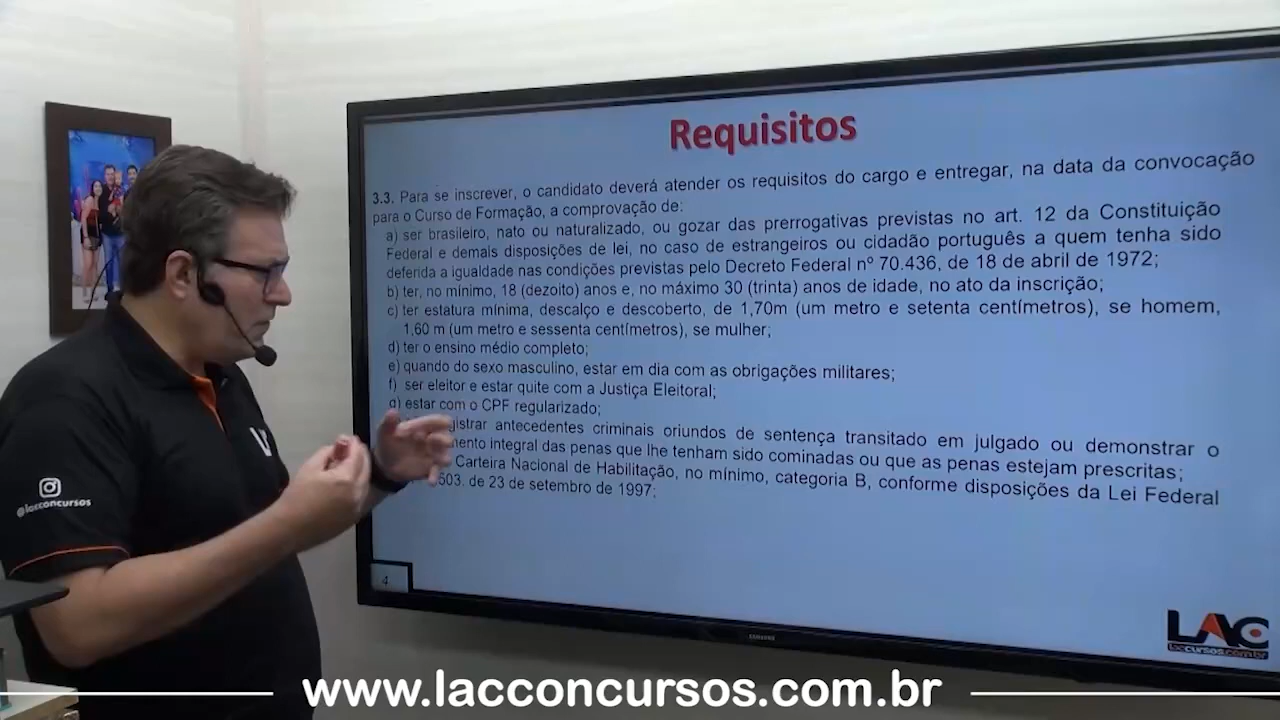 Requisitos
3.3. Para se inscrever, o candidato deverá atender os requisitos do cargo e entregar, na data da convocação
para o Curso de Formação, a comprovação de:
a) ser brasileiro, nato ou naturalizado, ou gozar das prerrogativas previstas no art. 12 da Constituição
Federal e demais disposições de lei, no caso de estrangeiros ou cidadão português a quem tenha sido
deferida a igualdade nas condições previstas pelo Decreto Federal nº 70.436, de 18 de abril de 1972;
b) ter, no mínimo, 18 (dezoito) anos e, no máximo 30 (trinta) anos de idade, no ato da inscrição;
c) ter estatura mínima, descalço e descoberto, de 1,70m (um metro e setenta centímetros), se homem,
1,60 m (um metro e sessenta centímetros), se mulher;
d) ter o ensino médio completo;
e) quando do sexo masculino, estar em dia com as obrigações militares;
f) ser eleitor e estar quite com a Justiça Eleitoral;
g) estar com o CPF regularizado;
antecedentes criminais oriundos de sentença transitado em julgado ou demonstrar o
integral das penas que lhe tenham sido cominadas ou que as penas estejam prescritas;
Carteira Nacional de Habilitação, no mínimo, categoria B, conforme disposições da Lei Federal
503. de 23 de setembro de 1997;
4
@lacconcursos
SAMSUNG
LAC
laccursos.com.br
www.lacconcursos.com.br